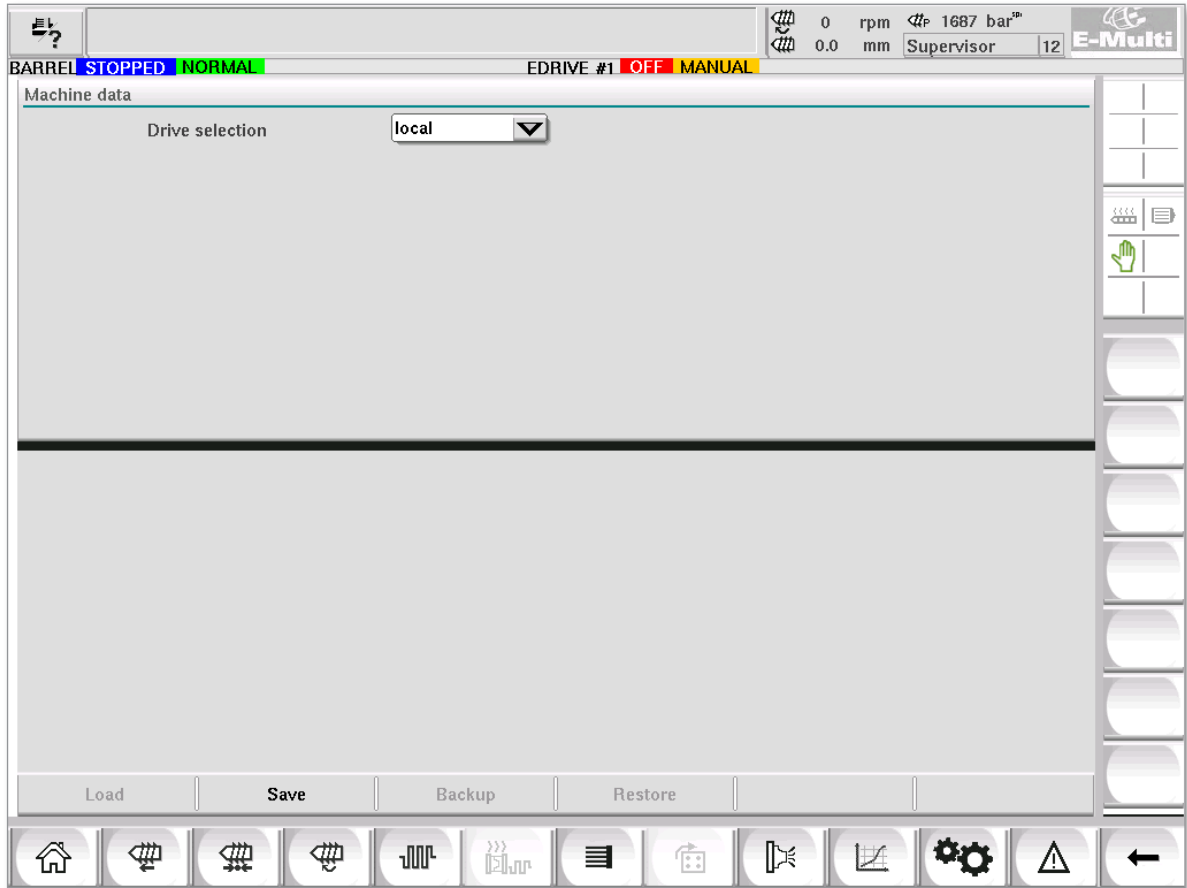 0 rpm P 1687 bar spe
0.0 mm Supervisor 12 E-Multi
BARREL STOPPED NORMAL EDRIVE #1 OFF MANUAL
Machine data
Drive selection local
Load Save Backup Restore